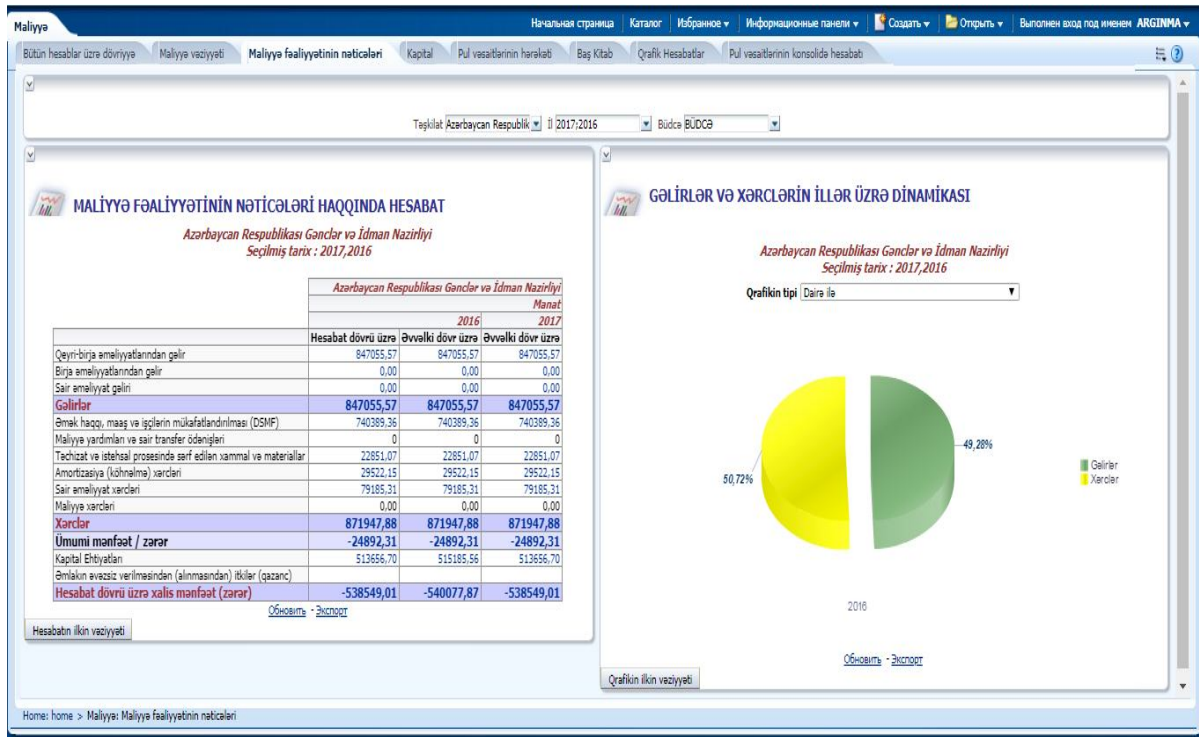 Maliyyə
Начальная страница Каталог Избранное Информационные панели Создать Открыть Выполнен вход под именем ARGINMA
Bütün hesablar üzrə dövriyyə Maliyyə vəziyyəti Maliyyə fəaliyyətinin nəticələri Kapital Pul vəsaitlərinin hərəkəti Baş Kitab Qrafik Hesabatlar Pul vəsaitlərinin konsolidə hesabatı
Təşkilat Azərbaycan Respublik İl 2017;2016 Büdcə BÜDCƏ
MALİYYƏ FƏALİYYƏTİNİN NƏTİCƏLƏRİ HAQQINDA HESABAT
Azərbaycan Respublikası Gənclər və İdman Nazirliyi
Seçilmiş tarix : 2017,2016
Azərbaycan Respublikası Gənclər və İdman Nazirliyi
Manat
2016 2017
Hesabat dövrü üzrə Əvvəlki dövr üzrə Əvvəlki dövr üzrə
Qeyri-birja əməliyyatlarından gəlir 847055,57 847055,57 847055,57
Birja əməliyyatlarından gəlir 0,00 0,00 0,00
Sair əməliyyat gəliri 0,00 0,00 0,00
Gəlirlər 847055,57 847055,57 847055,57
Əmək haqqı, maaş və işçilərin mükafatlandırılması (DSMF) 740389,36 740389,36 740389,36
Maliyyə yardımları və sair transfer ödənişləri 0 0 0
Təchizat və istehsal prosesində sərf edilən xammal və materiallar 22851,07 22851,07 22851,07
Amortizasiya (köhnəlmə) xərcləri 29522,15 29522,15 29522,15
Sair əməliyyat xərcləri 79185,31 79185,31 79185,31
Maliyyə xərcləri 0,00 0,00 0,00
Xərclər 871947,88 871947,88 871947,88
Ümumi mənfəət / zərər -24892,31 -24892,31 -24892,31
Kapital Ehtiyatları 513656,70 515185,56 513656,70
Əmlakın əvəzsiz verilməsindən (alınmasından) itkilər (qazanc)
Hesabat dövrü üzrə xalis mənfəət (zərər) -538549,01 -540077,87 -538549,01
Обновить - Экспорт
Hesabatın ilkin vəziyyəti
GƏLİRLƏR VƏ XƏRCLƏRİN İLLƏR ÜZRƏ DİNAMİKASI
Azərbaycan Respublikası Gənclər və İdman Nazirliyi
Seçilmiş tarix : 2017,2016
Qrafikin tipi Dairə ilə
49,28%
50,72%
Gəlirlər
Xərclər
2016
Обновить - Экспорт
Qrafikin ilkin vəziyyəti
Home: home > Maliyyə: Maliyyə fəaliyyətinin nəticələri